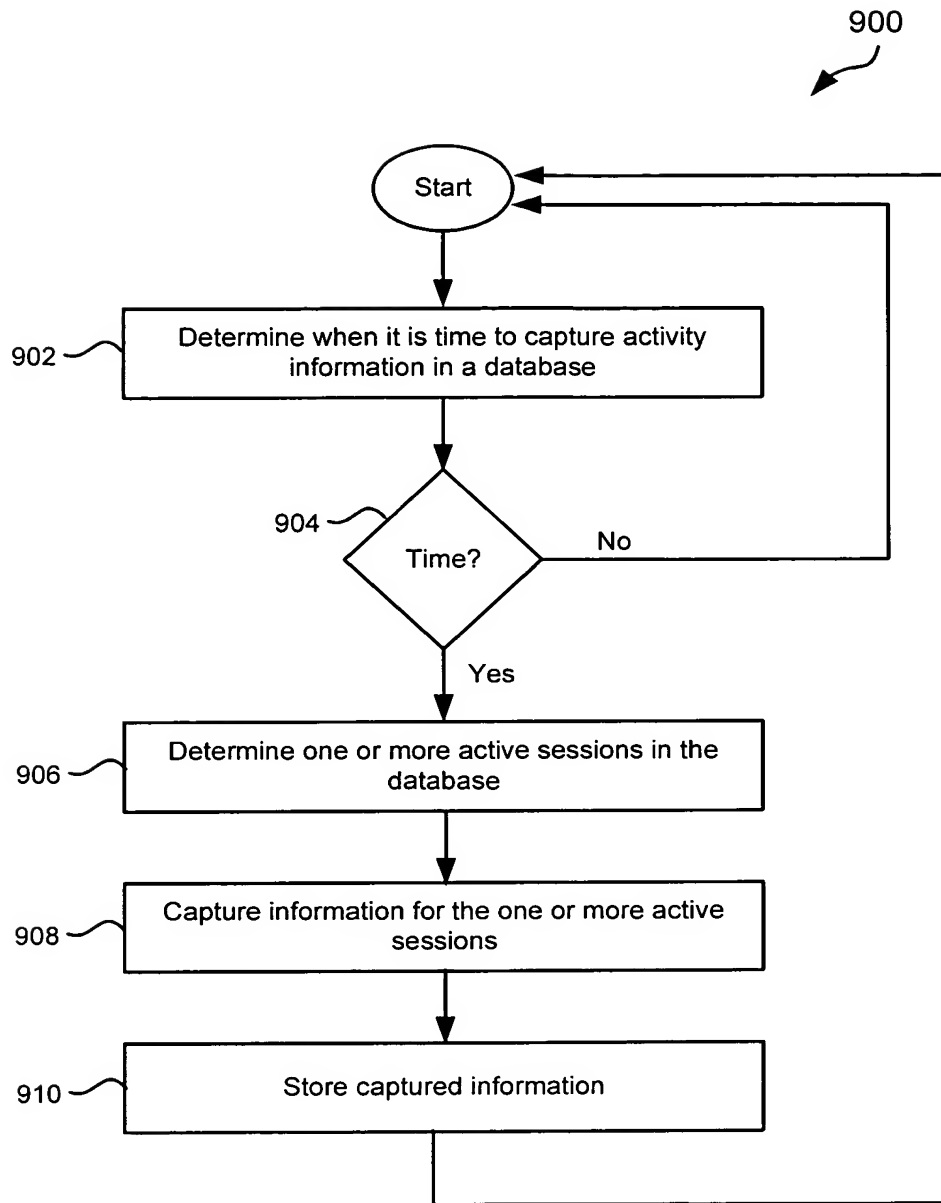 900
Start
902
Determine when it is time to capture activity
information in a database
904
Time?
No
Yes
906
Determine one or more active sessions in the
database
908
Capture information for the one or more active
sessions
910
Store captured information